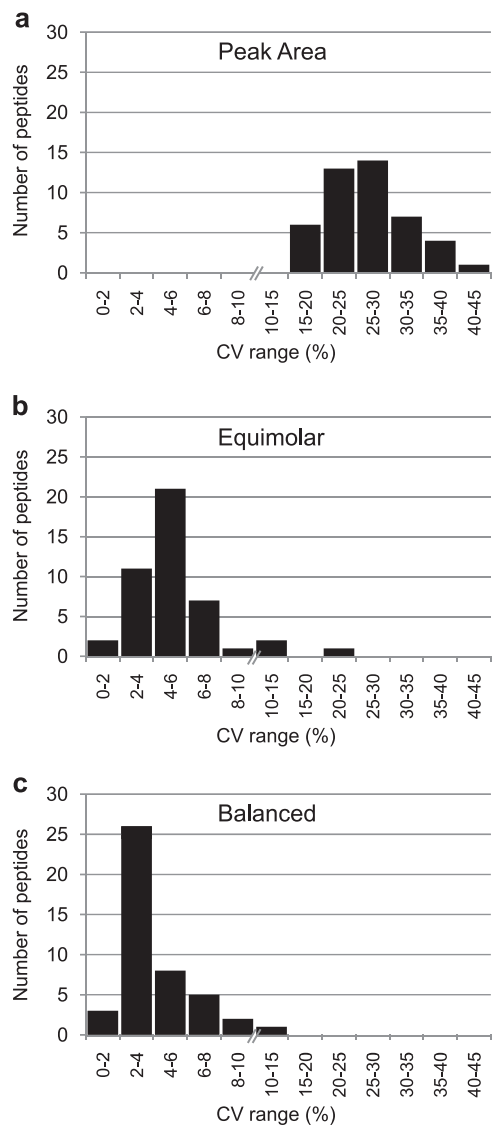 a
Peak Area
Number of peptides
30
25
20
15
10
5
0
0-2 2-4 4-6 6-8 8-10 10-15 15-20 20-25 25-30 30-35 35-40 40-45
CV range (%)
b
Equimolar
Number of peptides
30
25
20
15
10
5
0
0-2 2-4 4-6 6-8 8-10 10-15 15-20 20-25 25-30 30-35 35-40 40-45
CV range (%)
c
Balanced
Number of peptides
30
25
20
15
10
5
0
0-2 2-4 4-6 6-8 8-10 10-15 15-20 20-25 25-30 30-35 35-40 40-45
CV range (%)